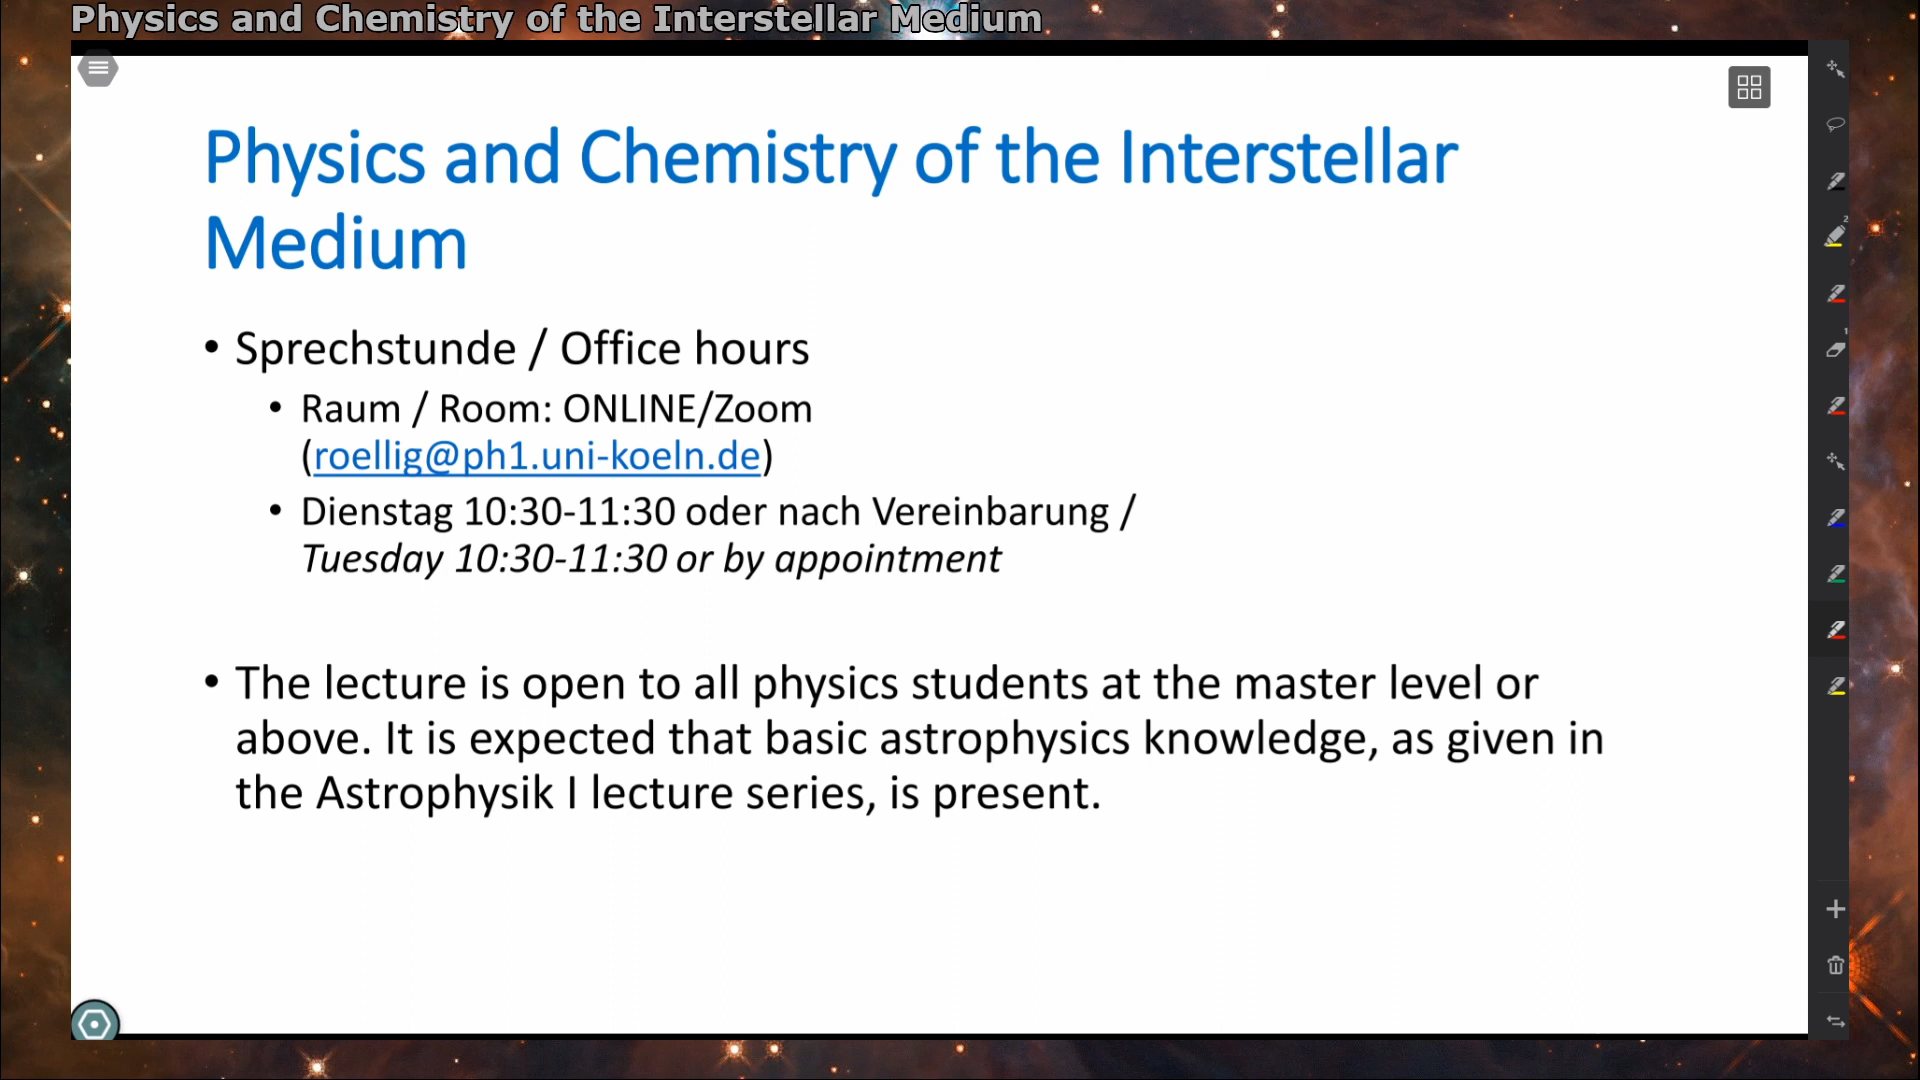 Physics and Chemistry of the Interstellar Medium
Physics and Chemistry of the Interstellar
Medium
• Sprechstunde / Office hours
• Raum / Room: ONLINE/Zoom
(roellig@ph1.uni-koeln.de)
• Dienstag 10:30-11:30 oder nach Vereinbarung /
Tuesday 10:30-11:30 or by appointment
• The lecture is open to all physics students at the master level or
above. It is expected that basic astrophysics knowledge, as given in
the Astrophysik I lecture series, is present.
2
1